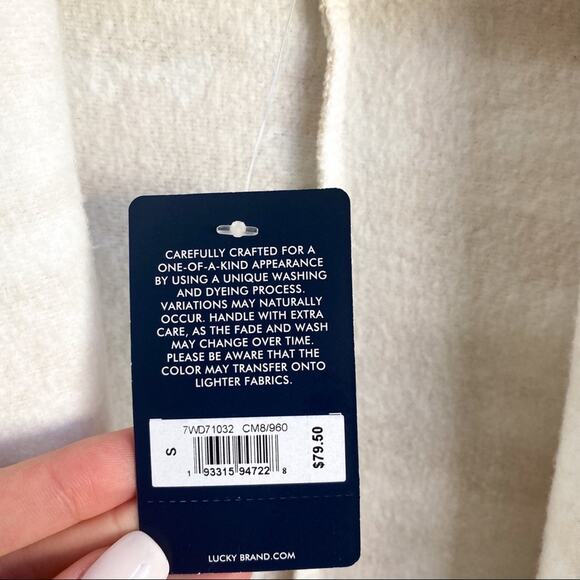 CAREFULLY CRAFTED FOR A
ONE-OF-A-KIND APPEARANCE
BY USING A UNIQUE WASHING
AND DYEING PROCESS.
VARIATIONS MAY NATURALLY
OCCUR. HANDLE WITH EXTRA
CARE, AS THE FADE AND WASH
MAY CHANGE OVER TIME.
PLEASE BE AWARE THAT THE
COLOR MAY TRANSFER ONTO
LIGHTER FABRICS.
7WD71032 CM8/960
S
1 93315 94722 8
$79.50
LUCKY BRAND.COM